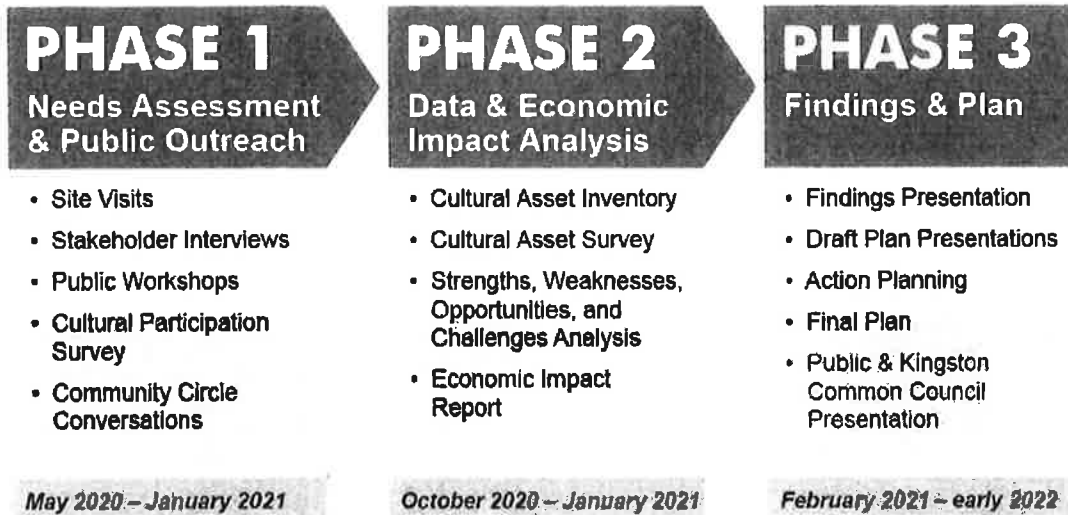 PHASE 1
Needs Assessment
& Public Outreach
• Site Visits
• Stakeholder Interviews
• Public Workshops
• Cultural Participation
Survey
• Community Circle
Conversations
May 2020 – January 2021
PHASE 2
Data & Economic
Impact Analysis
• Cultural Asset Inventory
• Cultural Asset Survey
• Strengths, Weaknesses,
Opportunities, and
Challenges Analysis
• Economic Impact
Report
October 2020 – January 2021
PHASE 3
Findings & Plan
• Findings Presentation
• Draft Plan Presentations
• Action Planning
• Final Plan
• Public & Kingston
Common Council
Presentation
February 2021 – early 2022